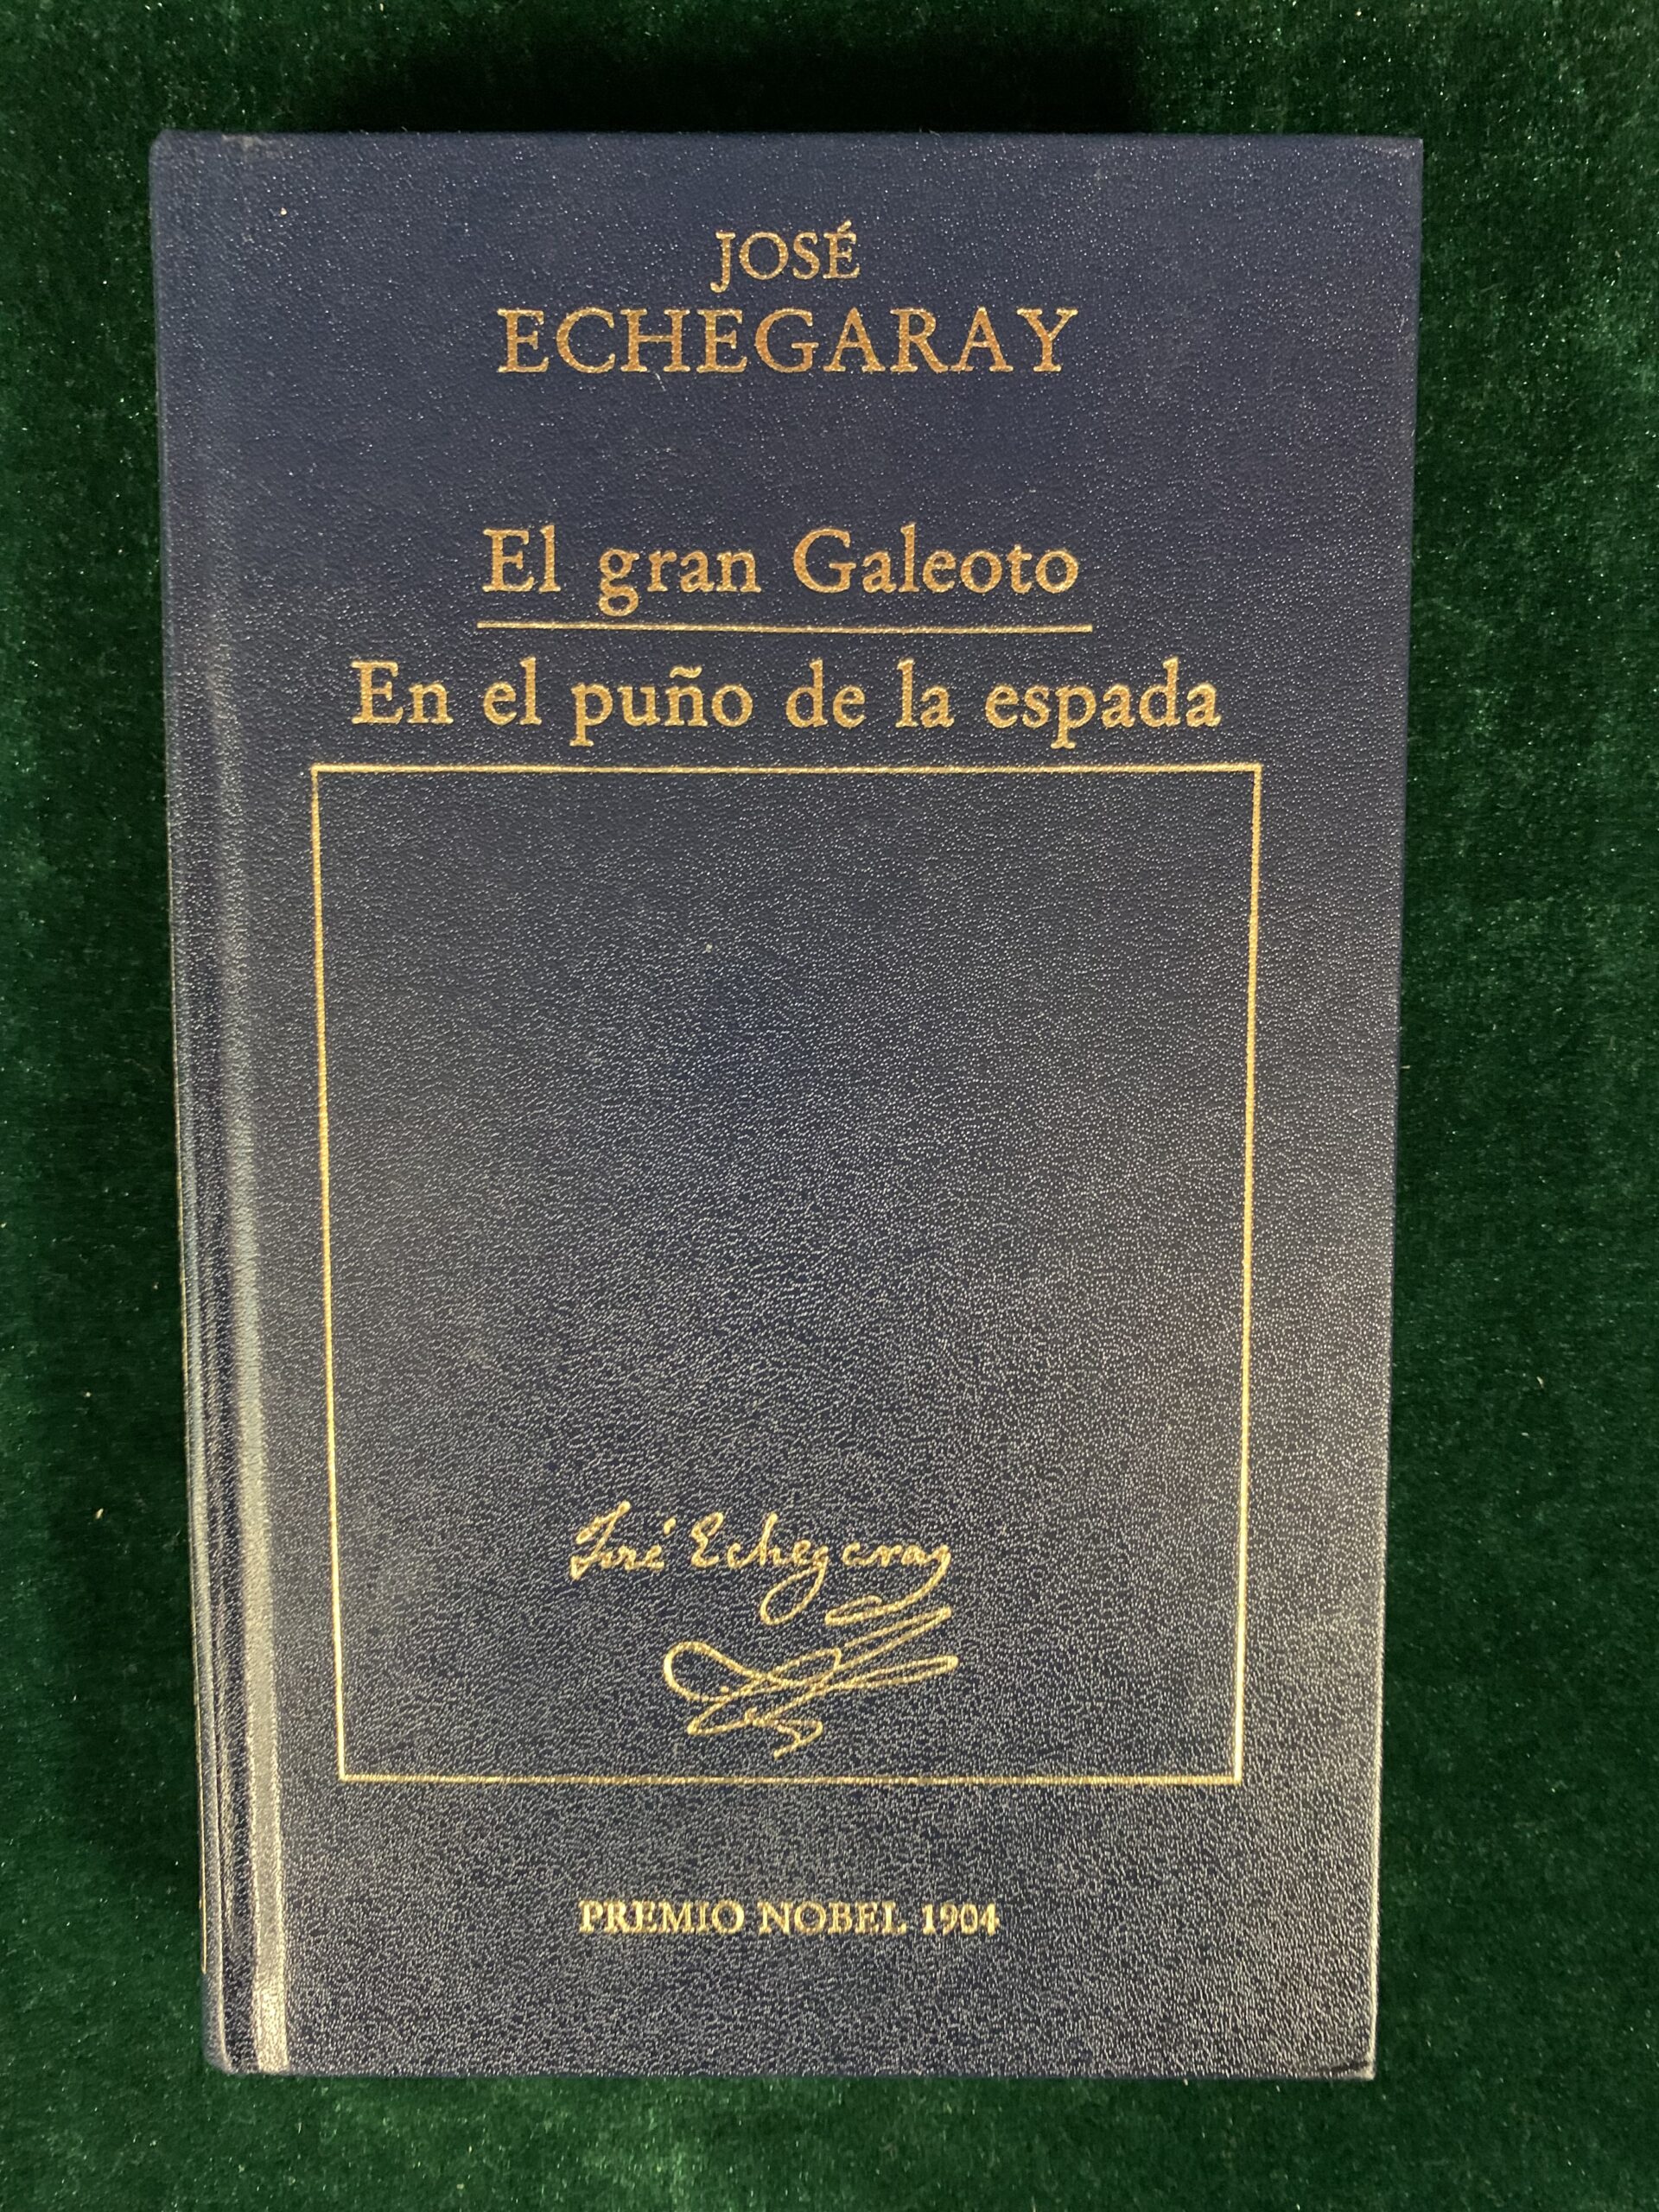 JOSÉ
ECHEGARAY
El gran Galeoto
En el puño de la espada
José Echegaray
PREMIO NOBEL 1904